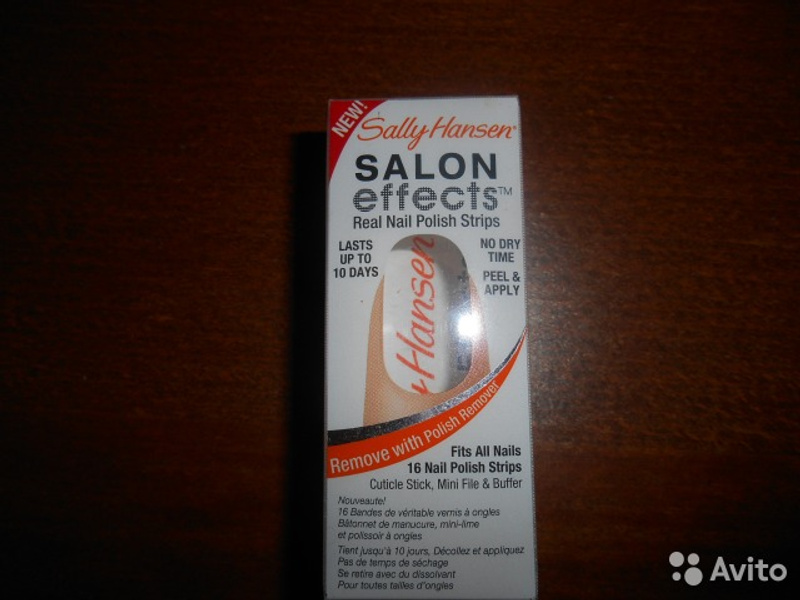 NEW!
Sally Hansen®
SALON
effects™
Real Nail Polish Strips
LASTS
UP TO
10 DAYS
NO DRY
TIME
PEEL &
APPLY
Hansen
Remove with Polish Remover
Fits All Nails
16 Nail Polish Strips
Cuticle Stick, Mini File & Buffer
Nouveaute!
16 Bandes de véritable vernis à ongles
Bâtonnet de manucure, mini-lime
et polissoir à ongles
Tient jusqu'à 10 jours, Décollez et appliquez
Pas de temps de séchage
Se retire avec du dissolvant
Pour toutes tailles d'ongles
Avito